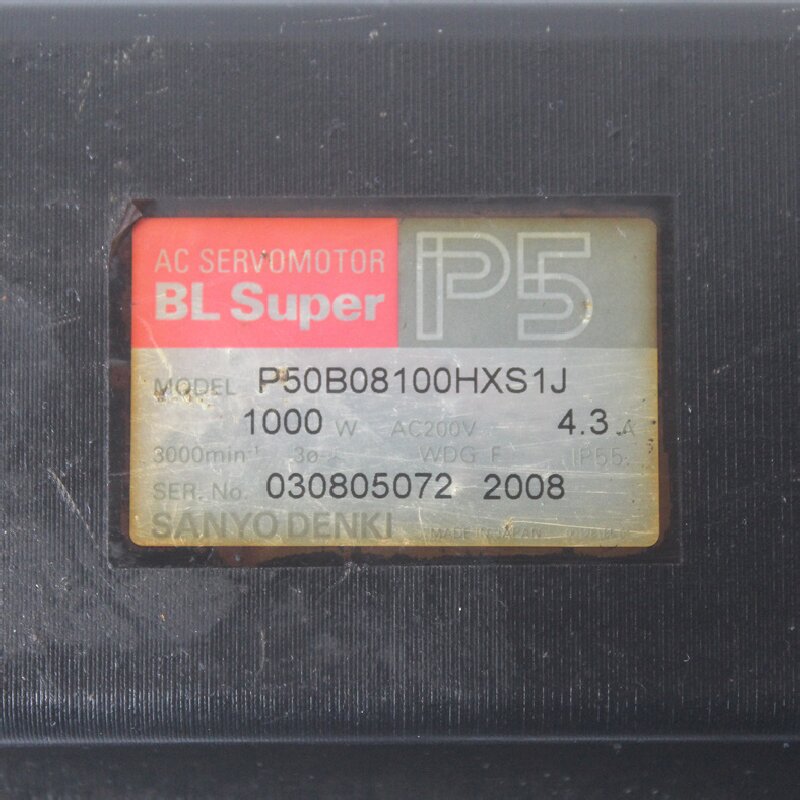 AC SERVOMOTOR
BL Super
P5
MODEL P50B08100HXS1J
1000 W AC200V 4.3 A
3000min⁻¹ 3ø WDG F IP55
SER. No. 030805072 2008
SANYO DENKI MADE IN JAPAN